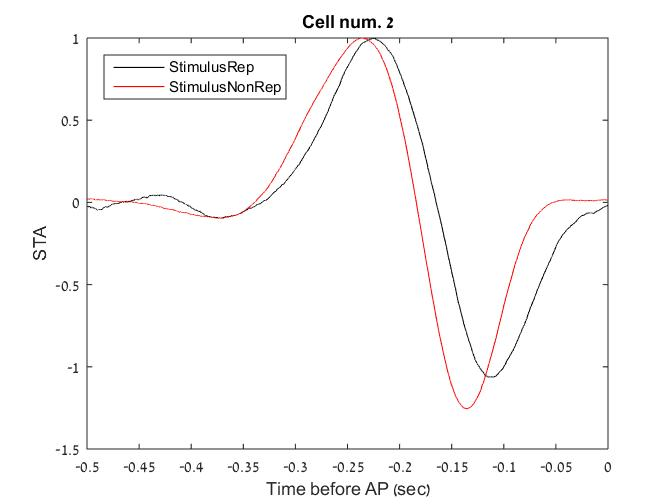 Cell num. 2
StimulusRep
StimulusNonRep
1
0.5
0
-0.5
-1
-1.5
STA
-0.5 -0.45 -0.4 -0.35 -0.3 -0.25 -0.2 -0.15 -0.1 -0.05 0
Time before AP (sec)